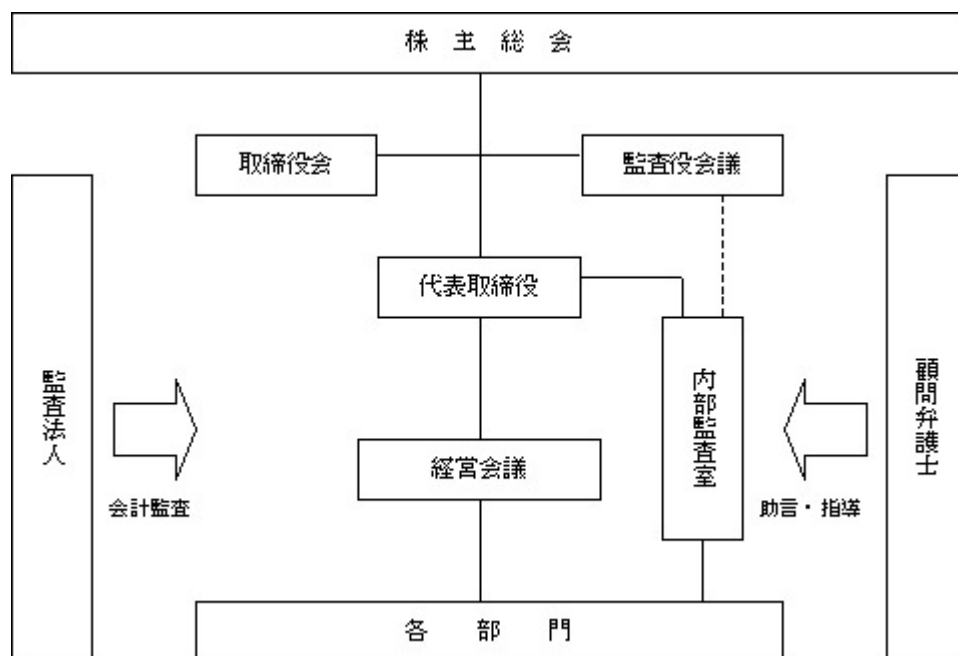 株主総会
取締役会
監査役会議
代表取締役
監査法人
内部監査室
顧問弁護士
経営会議
会計監査
助言・指導
各部門